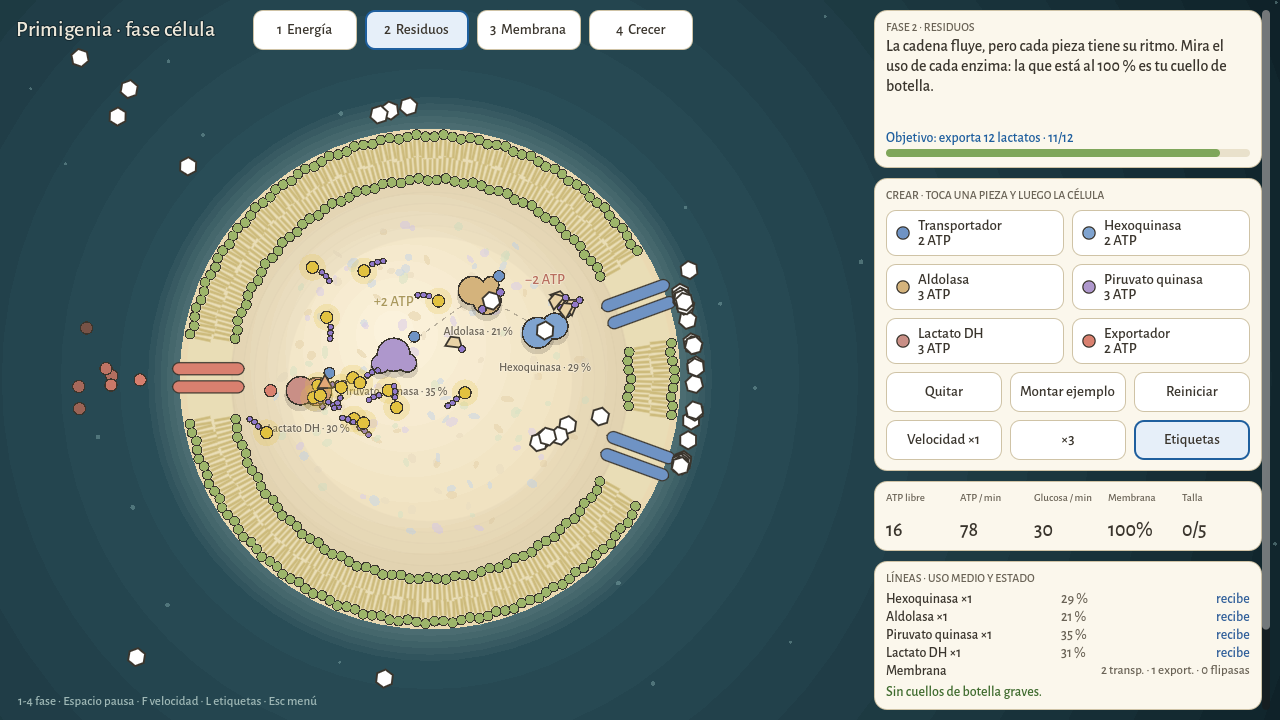 Primigenia · fase célula
1 Energía
2 Residuos
3 Membrana
4 Crecer
FASE 2 · RESIDUOS
La cadena fluye, pero cada pieza tiene su ritmo. Mira el
uso de cada enzima: la que está al 100 % es tu cuello de
botella.
Objetivo: exporta 12 lactatos · 11/12
CREAR · TOCA UNA PIEZA Y LUEGO LA CÉLULA
Transportador
2 ATP
Hexoquinasa
2 ATP
Aldolasa
3 ATP
Piruvato quinasa
3 ATP
Lactato DH
3 ATP
Exportador
2 ATP
Quitar
Montar ejemplo
Reiniciar
Velocidad ×1
×3
Etiquetas
ATP libre
ATP / min
Glucosa / min
Membrana
Talla
16
78
30
100%
0/5
LÍNEAS · USO MEDIO Y ESTADO
Hexoquinasa ×1 29 % recibe
Aldolasa ×1 21 % recibe
Piruvato quinasa ×1 35 % recibe
Lactato DH ×1 31 % recibe
Membrana 2 transp. · 1 export. · 0 flipasas
Sin cuellos de botella graves.
−2 ATP
+2 ATP
Aldolasa · 21 %
Hexoquinasa · 29 %
· 35 %
Lactato DH · 30 %
1-4 fase · Espacio pausa · F velocidad · L etiquetas · Esc menú